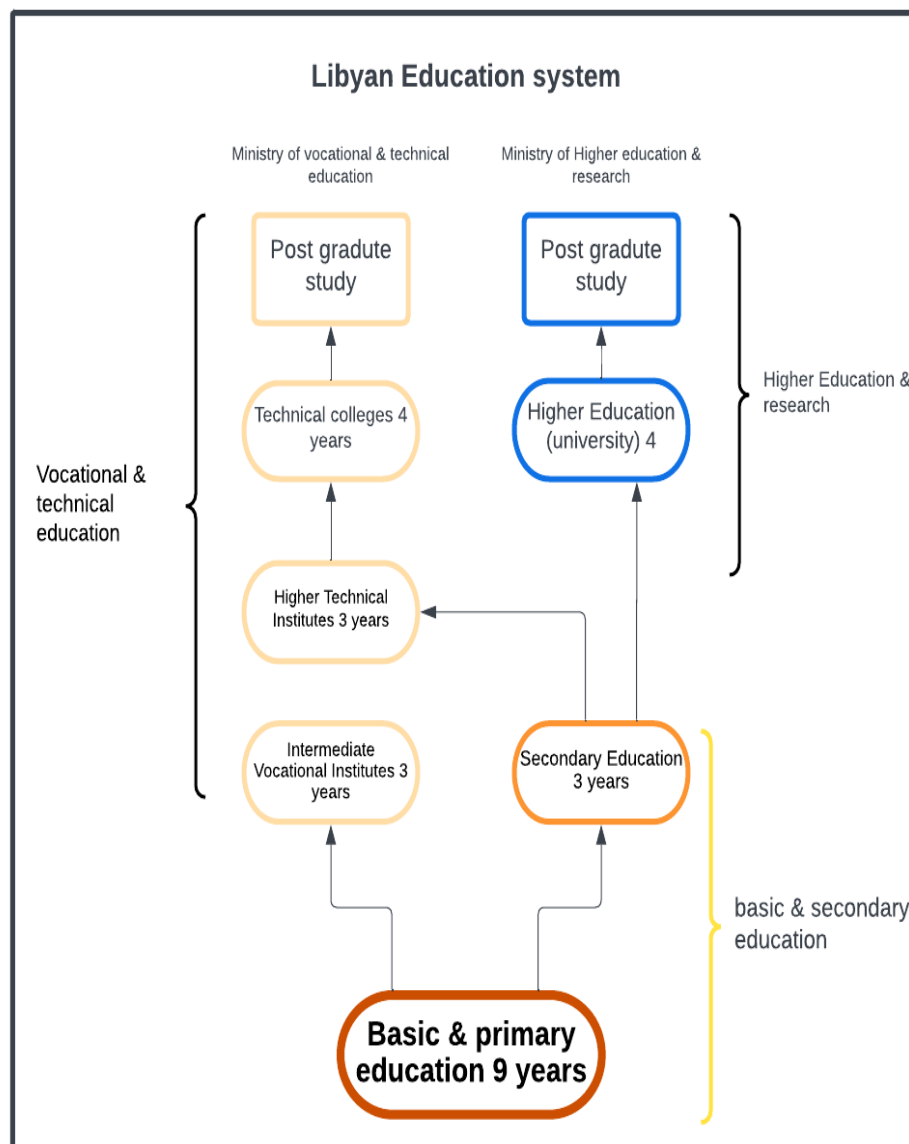 Libyan Education system
Ministry of vocational & technical
education
Ministry of Higher education &
research
Post gradute
study
Post gradute
study
Technical colleges 4
years
Higher Education
(university) 4
Higher Education &
research
Vocational &
technical
education
Higher Technical
Institutes 3 years
Intermediate
Vocational Institutes 3
years
Secondary Education
3 years
basic & secondary
education
Basic & primary
education 9 years